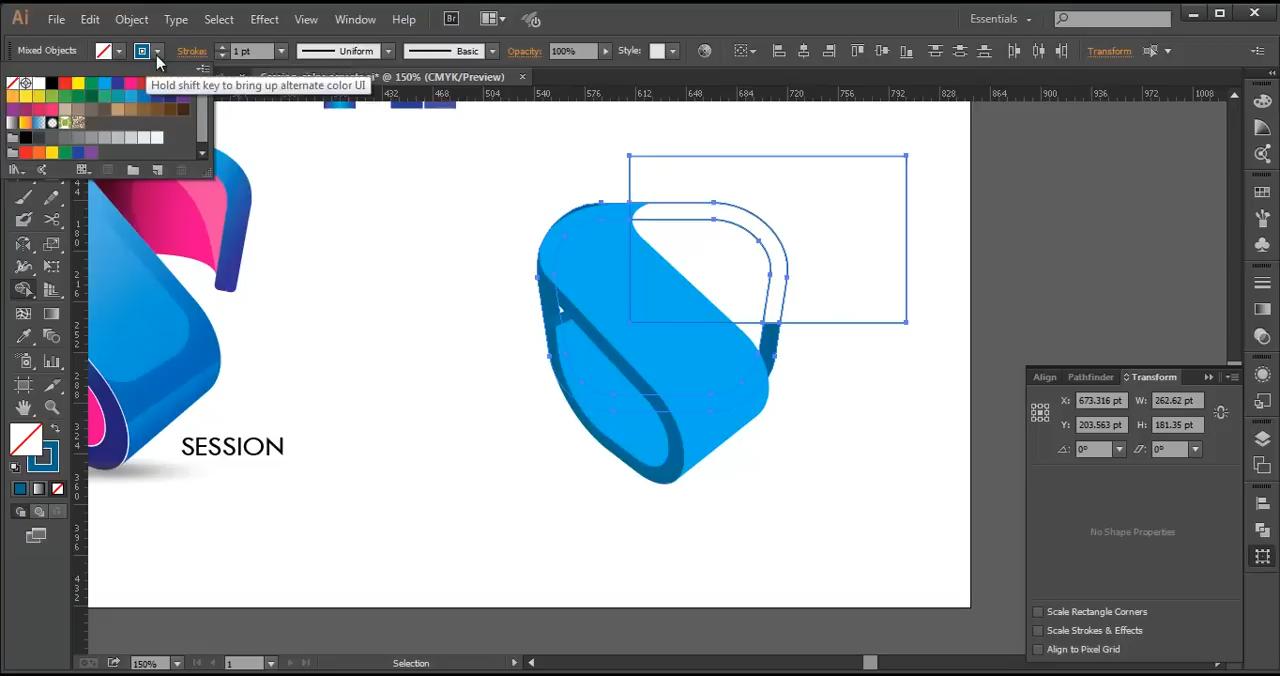 Ai File Edit Object Type Select Effect View Window Help Br Essentials
Mixed Objects Stroke: 1 pt Uniform Basic Opacity: 100% Style: Transform
@ 150% (CMYK/Preview)
Hold shift key to bring up alternate color UI
432 468 504 540 576 612 648 684 720 756 792 828 864 900 936 972 1008
SESSION
Align Pathfinder Transform
X: 673.316 pt W: 262.62 pt
Y: 203.563 pt H: 181.35 pt
0° 0°
No Shape Properties
Scale Rectangle Corners
Scale Strokes & Effects
Align to Pixel Grid
150% 1 Selection